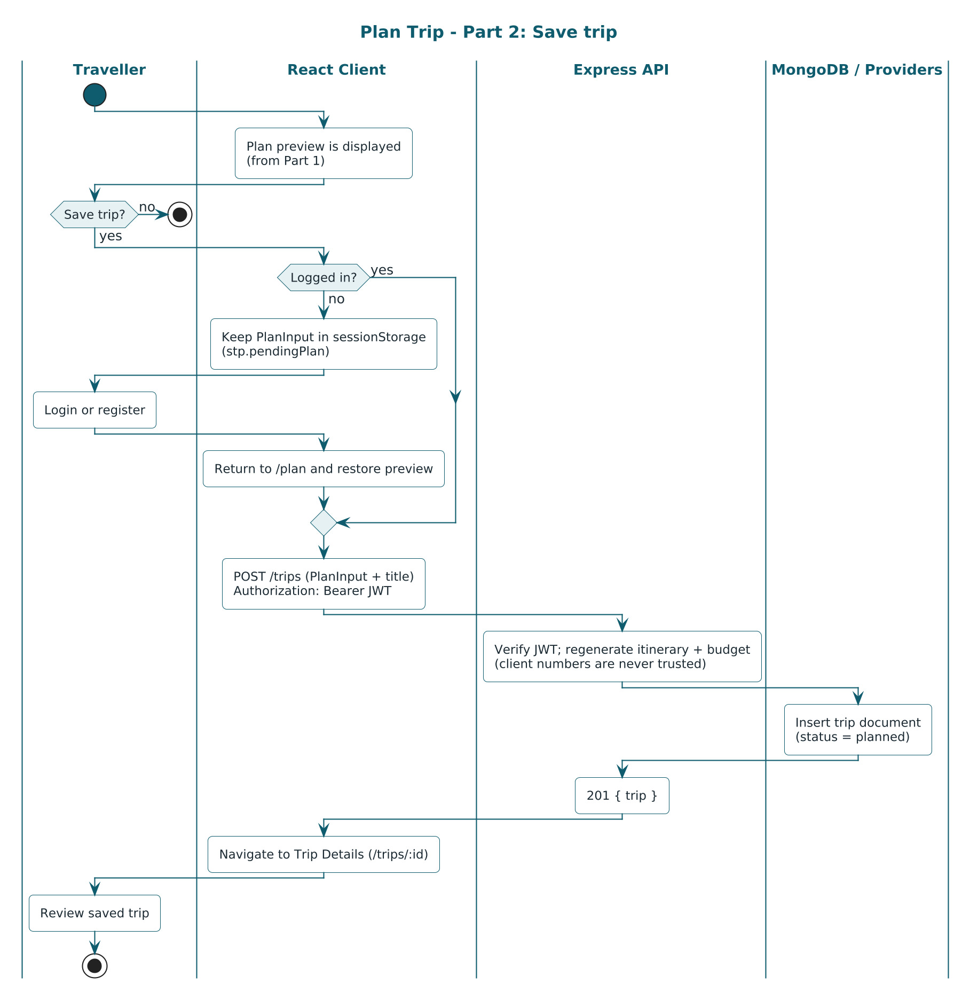 Plan Trip - Part 2: Save trip
Traveller
React Client
Express API
MongoDB / Providers
Plan preview is displayed
(from Part 1)
Save trip?
no
yes
Logged in?
yes
no
Keep PlanInput in sessionStorage
(stp.pendingPlan)
Login or register
Return to /plan and restore preview
POST /trips (PlanInput + title)
Authorization: Bearer JWT
Verify JWT; regenerate itinerary + budget
(client numbers are never trusted)
Insert trip document
(status = planned)
201 { trip }
Navigate to Trip Details (/trips/:id)
Review saved trip